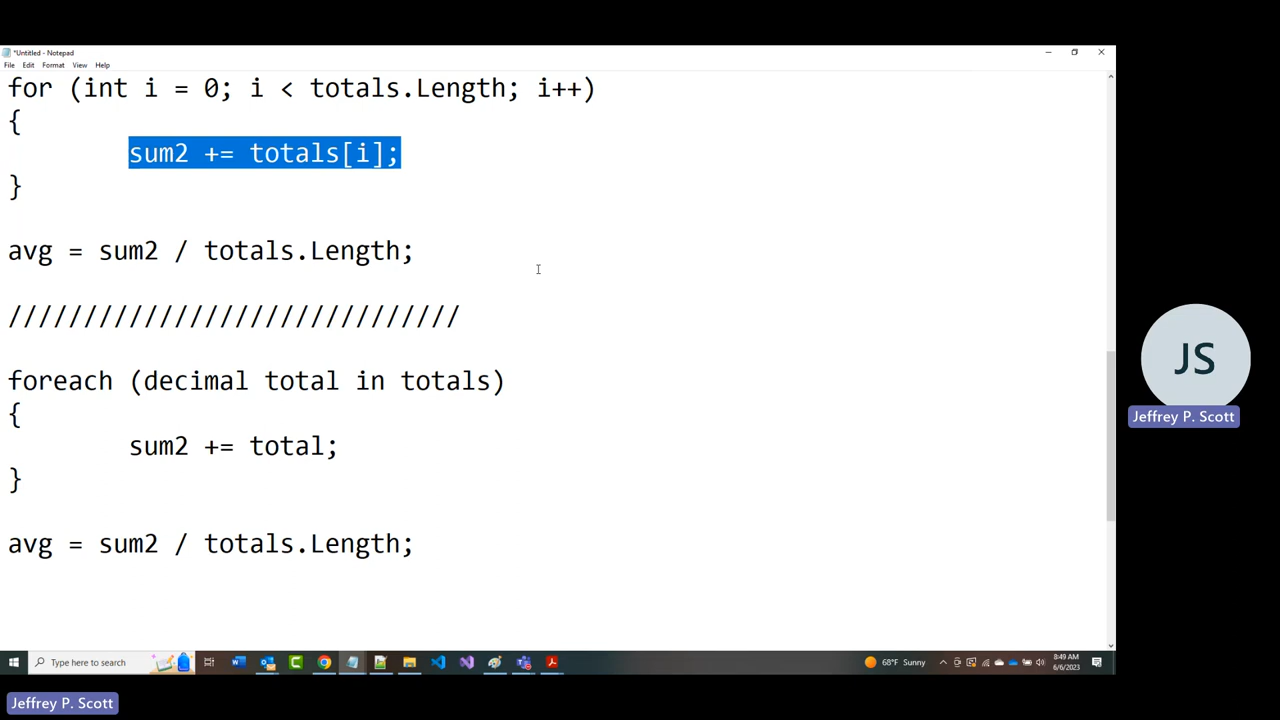 *Untitled - Notepad
File Edit Format View Help
for (int i = 0; i < totals.Length; i++)
{
sum2 += totals[i];
}
avg = sum2 / totals.Length;
//////////////////////////////
foreach (decimal total in totals)
{
sum2 += total;
}
avg = sum2 / totals.Length;
JS
Jeffrey P. Scott
Type here to search
68°F Sunny
8:49 AM
6/6/2023
Jeffrey P. Scott